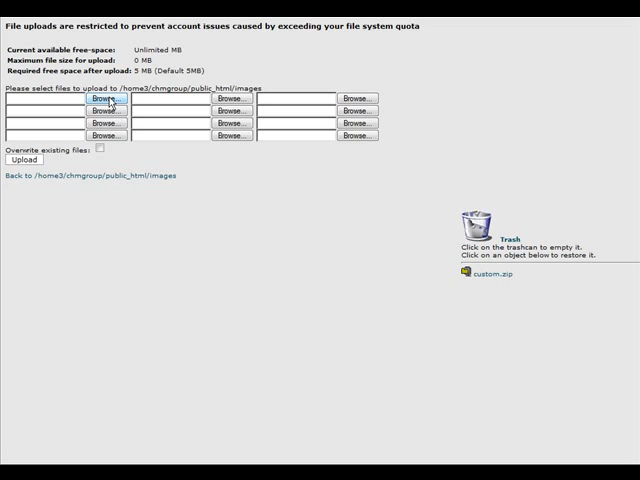 File uploads are restricted to prevent account issues caused by exceeding your file system quota
Current available free-space: Unlimited MB
Maximum file size for upload: 0 MB
Required free space after upload: 5 MB (Default 5MB)
Please select files to upload to /home3/chmgroup/public_html/images
Browse... Browse... Browse...
Browse... Browse... Browse...
Browse... Browse... Browse...
Browse... Browse... Browse...
Overwrite existing files:
Upload
Back to /home3/chmgroup/public_html/images
Trash
Click on the trashcan to empty it.
Click on an object below to restore it.
custom.zip